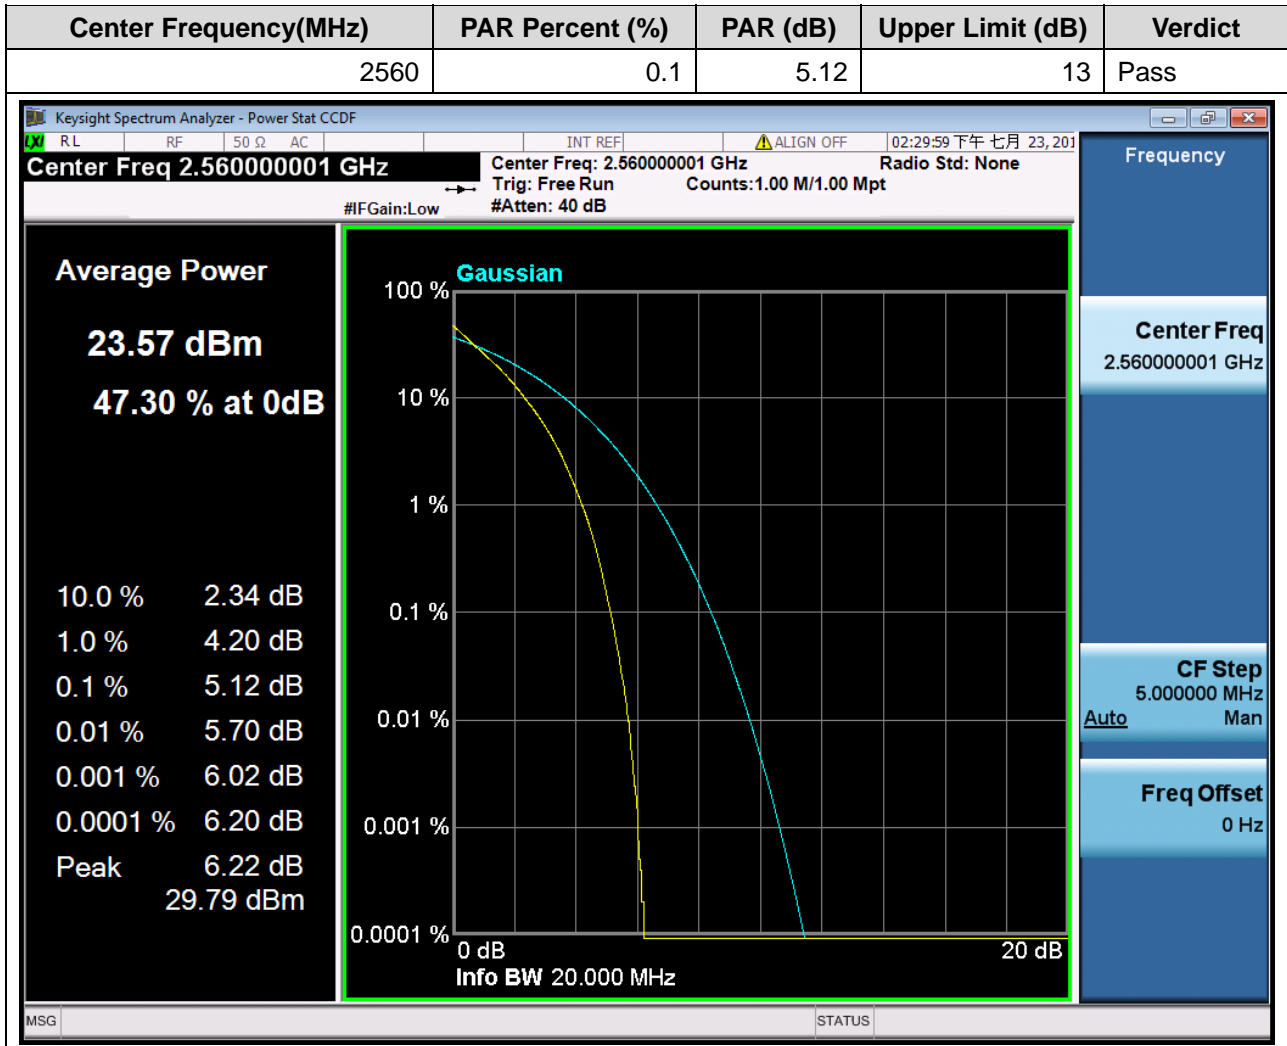 Center Frequency(MHz) PAR Percent (%) PAR (dB) Upper Limit (dB) Verdict
2560 0.1 5.12 13 Pass
Keysight Spectrum Analyzer - Power Stat CCDF
LXI RL RF 50 Ω AC INT REF ALIGN OFF 02:29:59 下午 七月 23, 201
Center Freq 2.560000001 GHz
#IFGain:Low
Center Freq: 2.560000001 GHz Radio Std: None
Trig: Free Run Counts:1.00 M/1.00 Mpt
#Atten: 40 dB
Average Power
23.57 dBm
47.30 % at 0dB
10.0 % 2.34 dB
1.0 % 4.20 dB
0.1 % 5.12 dB
0.01 % 5.70 dB
0.001 % 6.02 dB
0.0001 % 6.20 dB
Peak 6.22 dB
29.79 dBm
Gaussian
100 %
10 %
1 %
0.1 %
0.01 %
0.001 %
0.0001 %
0 dB 20 dB
Info BW 20.000 MHz
Frequency
Center Freq
2.560000001 GHz
CF Step
5.000000 MHz
Auto Man
Freq Offset
0 Hz
MSG STATUS